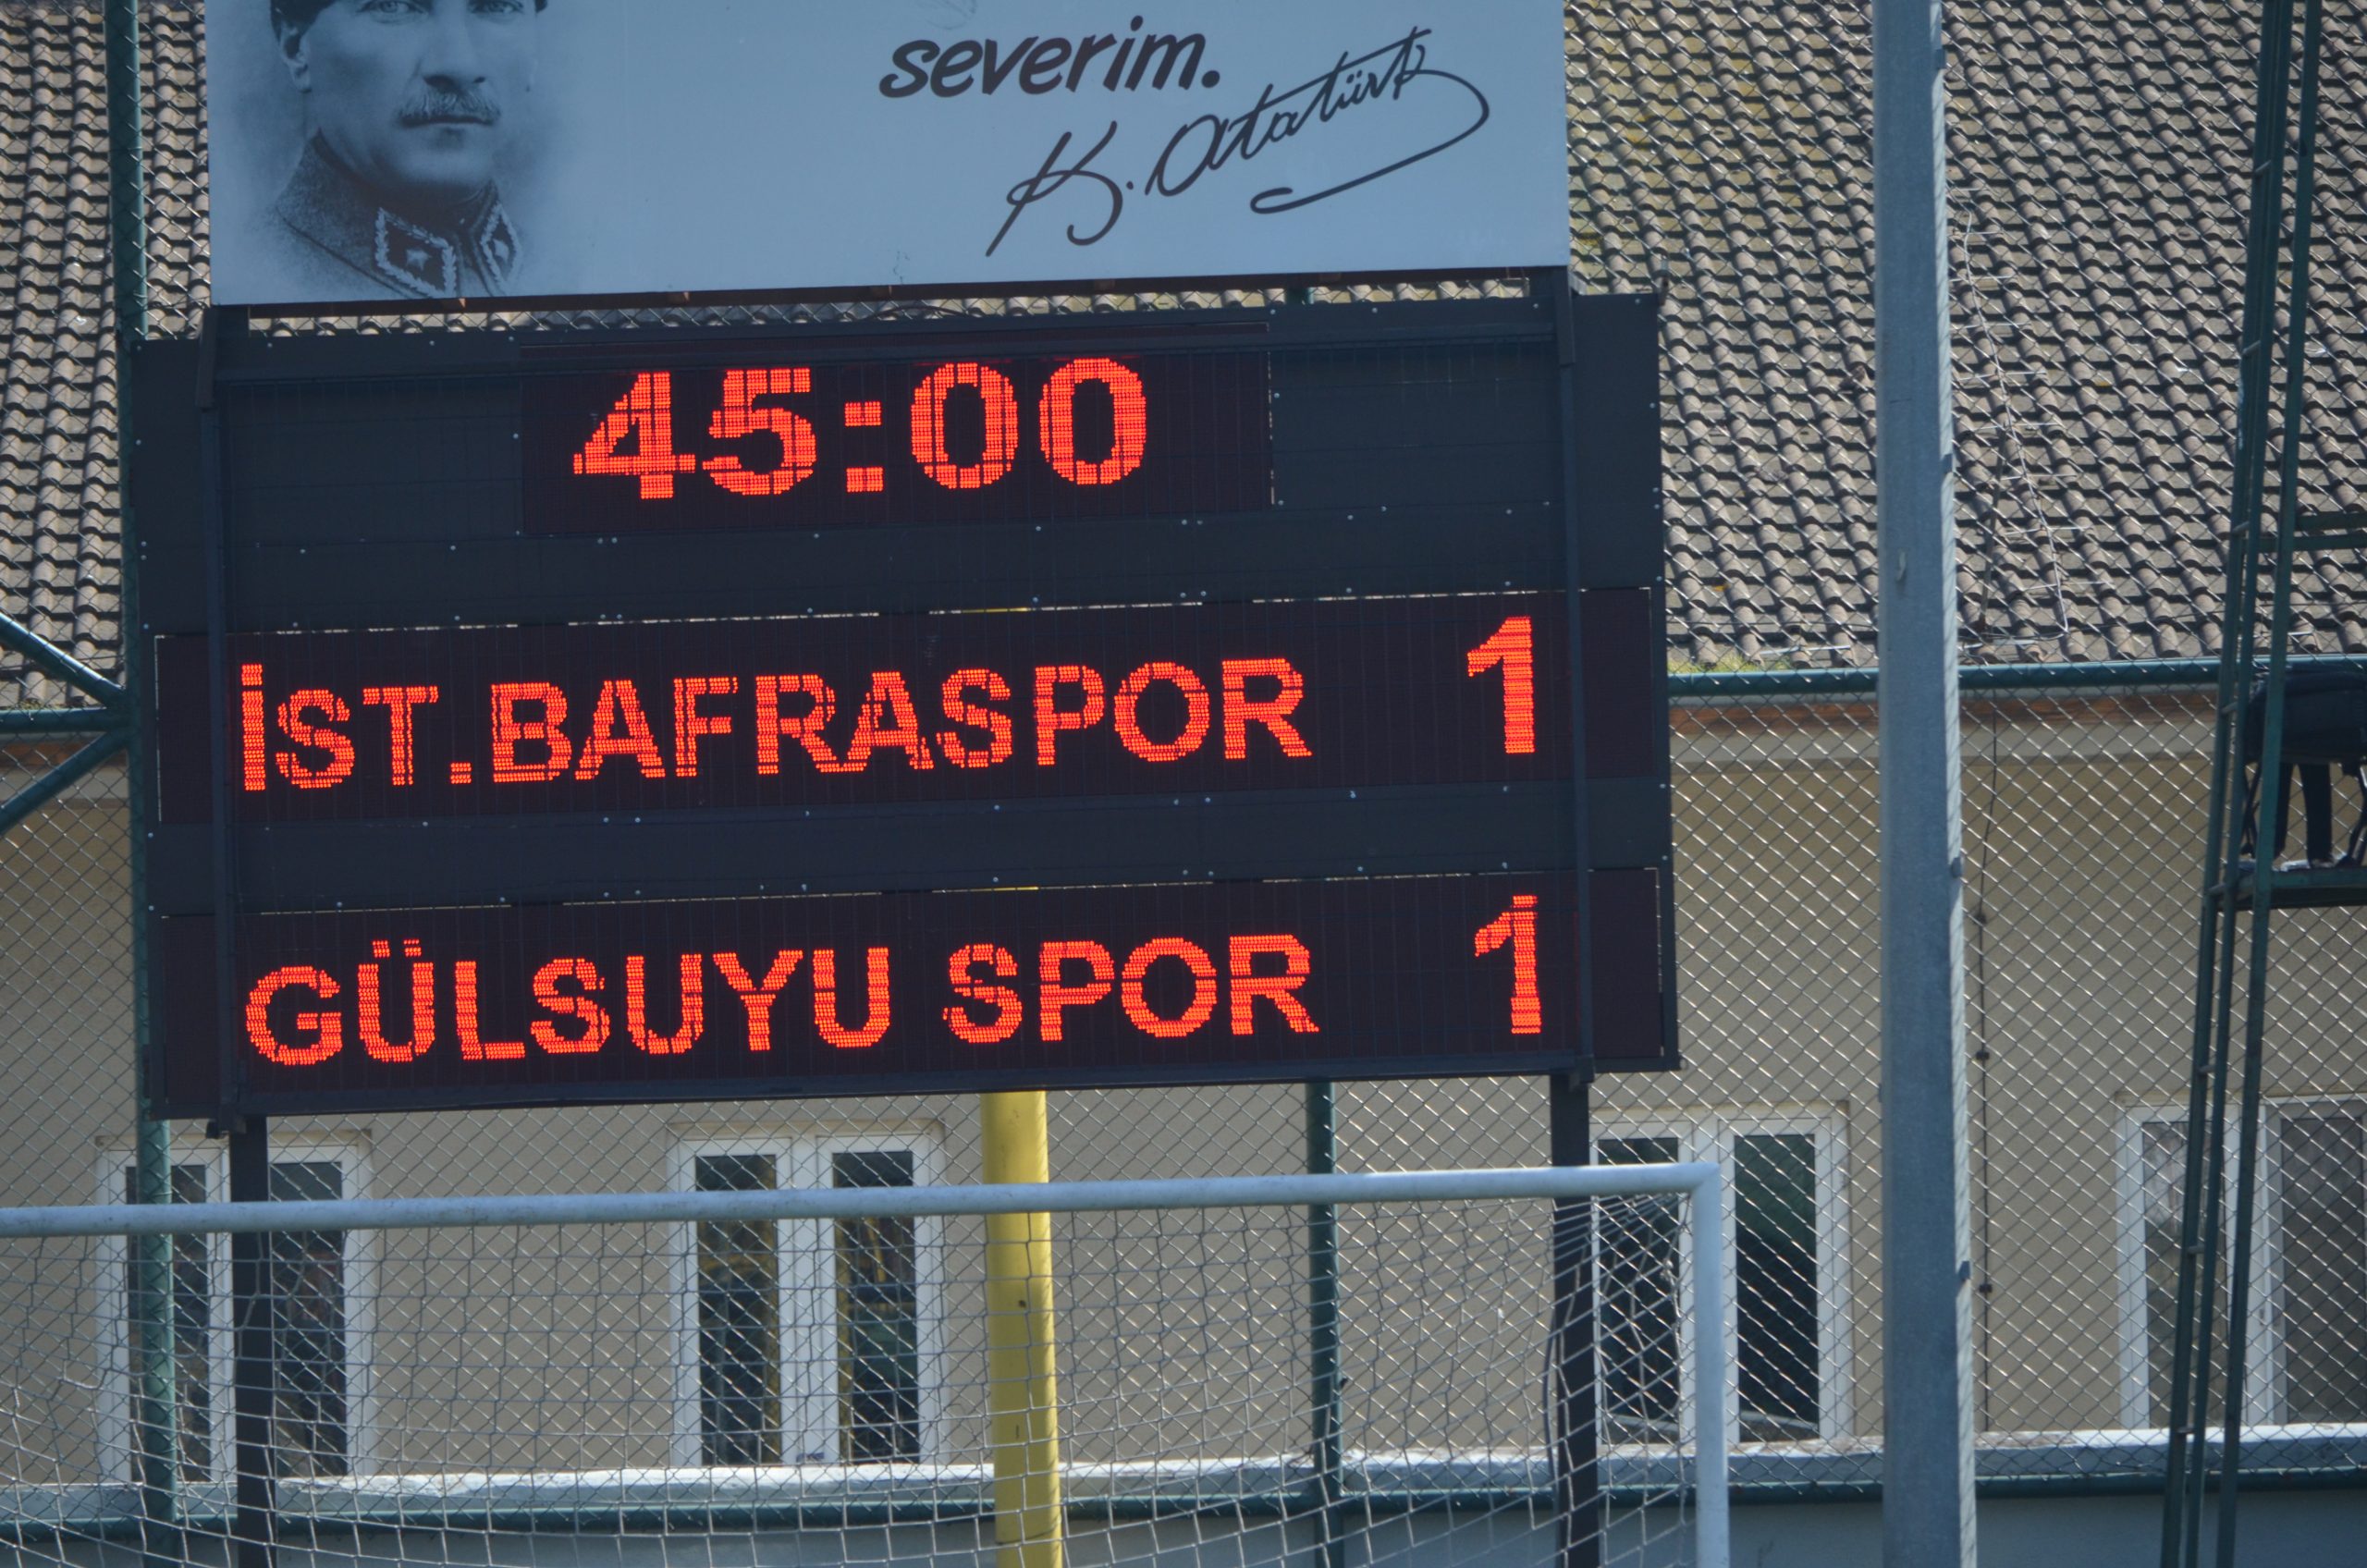 severim.
K. Atatürk
45:00
İST.BAFRASPOR 1
GÜLSUYU SPOR 1